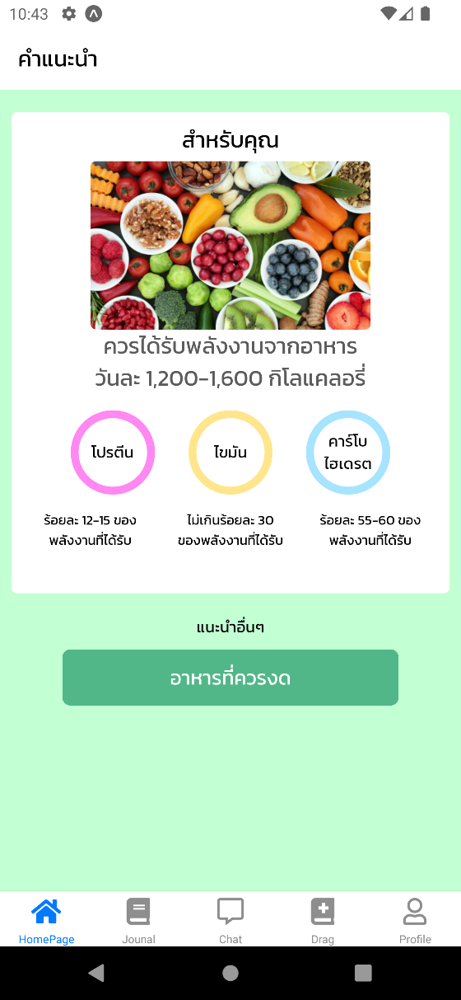 10:43
คำแนะนำ
สำหรับคุณ
ควรได้รับพลังงานจากอาหาร
วันละ 1,200-1,600 กิโลแคลอรี่
โปรตีน
ไขมัน
คาร์โบ
ไฮเดรต
ร้อยละ 12-15 ของ
พลังงานที่ได้รับ
ไม่เกินร้อยละ 30
ของพลังงานที่ได้รับ
ร้อยละ 55-60 ของ
พลังงานที่ได้รับ
แนะนำอื่นๆ
อาหารที่ควรงด
HomePage
Jounal
Chat
Drag
Profile